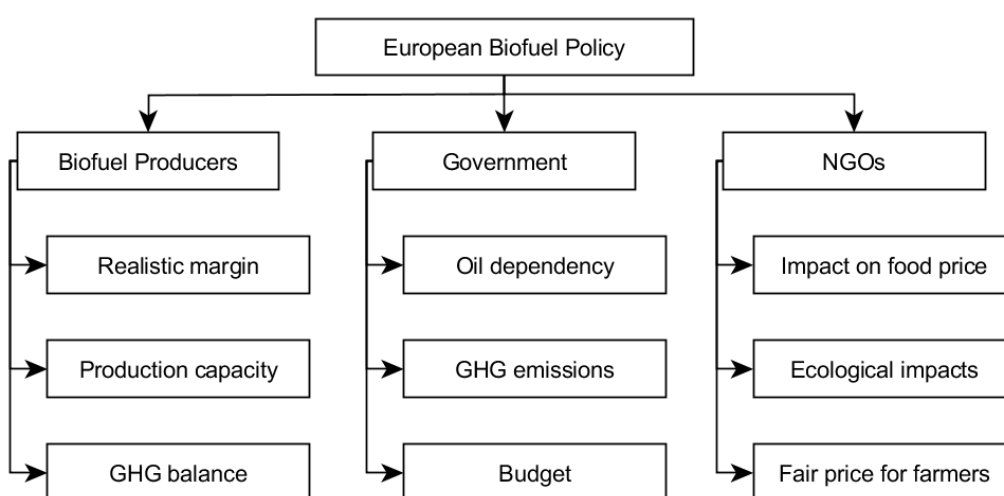 European Biofuel Policy
Biofuel Producers
Government
NGOs
Realistic margin
Oil dependency
Impact on food price
Production capacity
GHG emissions
Ecological impacts
GHG balance
Budget
Fair price for farmers